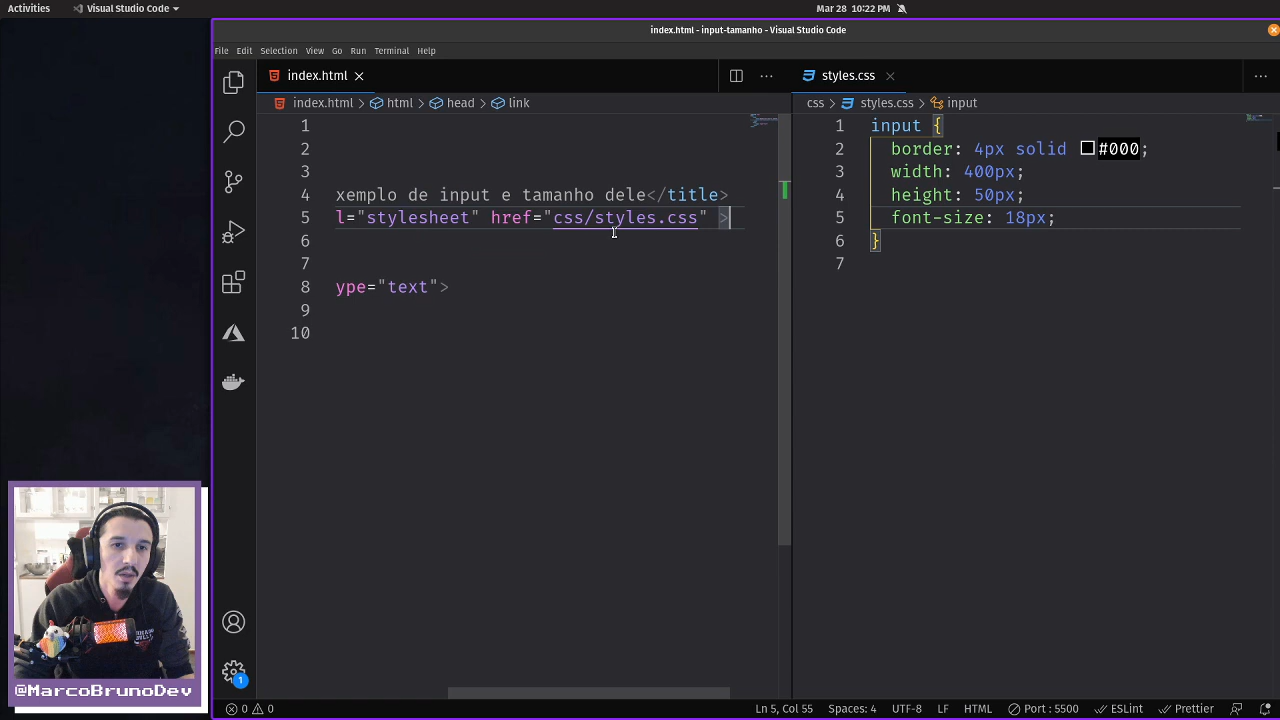 Activities
Visual Studio Code
Mar 28 10:22 PM
index.html - input-tamanho - Visual Studio Code
File Edit Selection View Go Run Terminal Help
index.html
styles.css
index.html > html > head > link
css > styles.css > input
1
2
3
4 xemplo de input e tamanho dele</title>
5 l="stylesheet" href="css/styles.css" >
6
7
8 ype="text">
9
10
1 input {
2 border: 4px solid #000;
3 width: 400px;
4 height: 50px;
5 font-size: 18px;
6 }
7
1
@MarcoBrunoDev
0 0
Ln 5, Col 55 Spaces: 4 UTF-8 LF HTML Port : 5500 ESLint Prettier